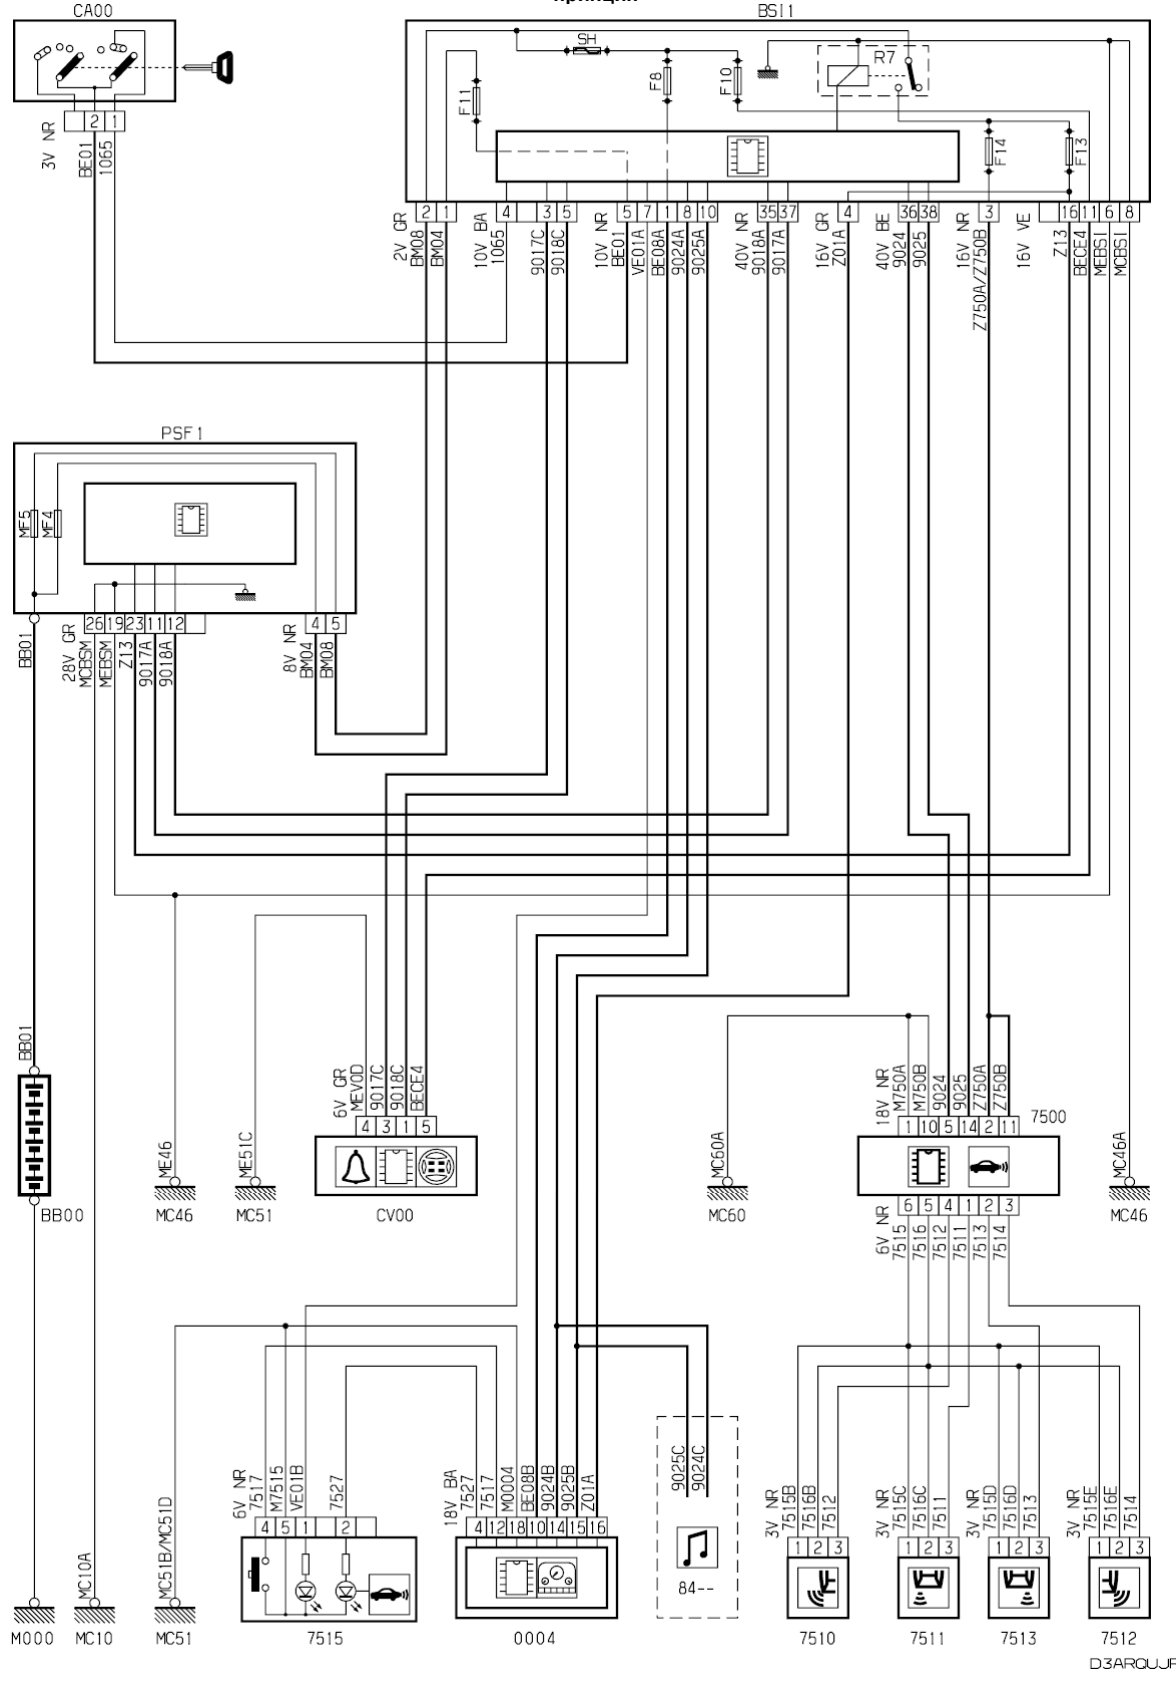 принцип
CA00
BSI1
SH
R7
F8
F10
F11
F14
F13
2 1
3V NR
BE01
1065
2 1 4 3 5 5 7 1 8 10 35 37 4 36 38 3 16 11 6 8
2V GR
BM08
BM04
10V BA
1065
9017C
9018C
10V NR
BE01
VE01A
BE08A
9024A
9025A
40V NR
9018A
9017A
16V GR
Z01A
40V BE
9024
9025
16V NR
Z750A/Z750B
16V VE
Z13
BECE4
MEBSI
MCBSI
PSF1
MF5
MF4
26 19 23 11 12 4 5
BB01
28V GR
MCBSM
MEBSM
Z13
9017A
9018A
8V NR
BM04
BM08
BB01
6V GR
MEV0D
9017C
9018C
BECE4
18V NR
M750A
M750B
9024
9025
Z750A
Z750B
4 3 1 5
1 10 5 14 2 11
7500
ME46
ME51C
MC60A
MC46A
BB00
MC46
MC51
CV00
MC60
MC46
6 5 4 1 2 3
6V NR
7515
7516
7512
7511
7513
7514
6V NR
7517
M7515
VE01B
7527
18V BA
7527
7517
M0004
BE08B
9024B
9025B
Z01A
9025C
9024C
3V NR
7515B
7516B
7512
3V NR
7515C
7516C
7511
3V NR
7515D
7516D
7513
3V NR
7515E
7516E
7514
4 5 1 2
4 12 18 10 14 15 16
1 2 3
1 2 3
1 2 3
1 2 3
MC10A
MC51B/MC51D
84--
M000
MC10
MC51
7515
0004
7510
7511
7513
7512
D3ARQUJP